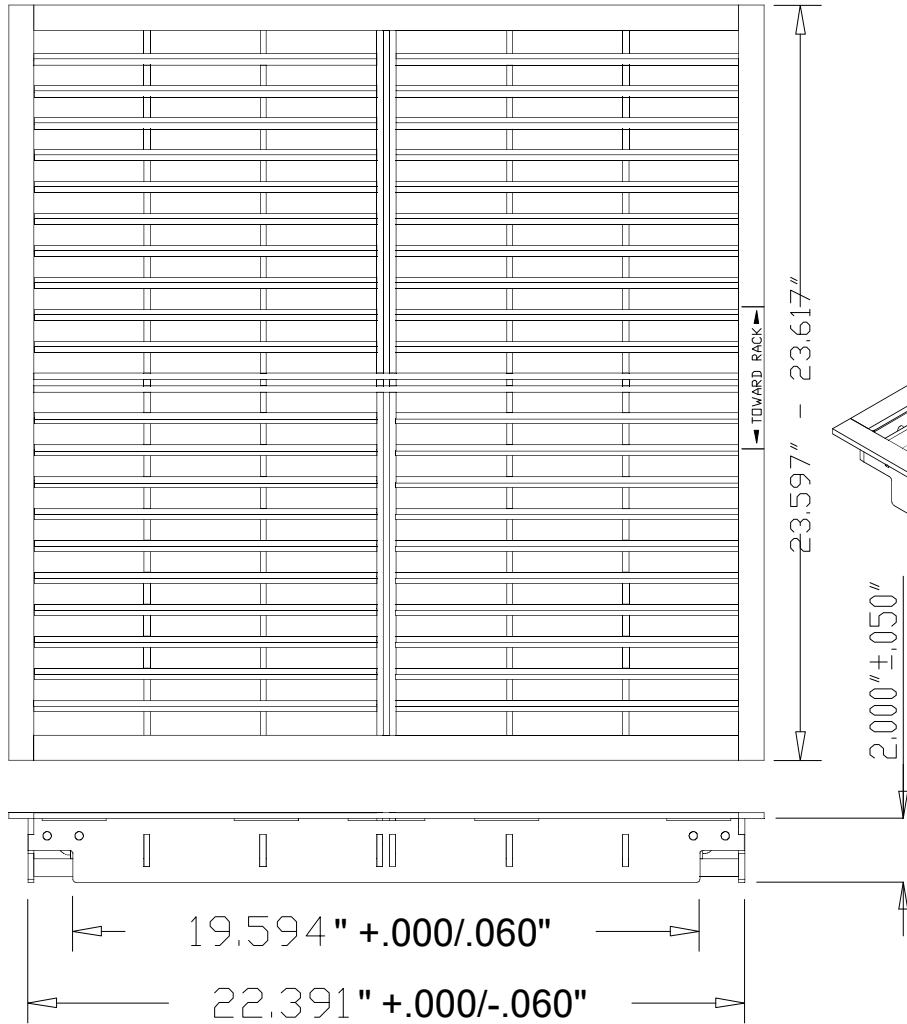 ◄ TOWARD RACK ►
23.597" - 23.617"
2.000"±.050"
19.594" +.000/.060"
22.391" +.000/-.060"